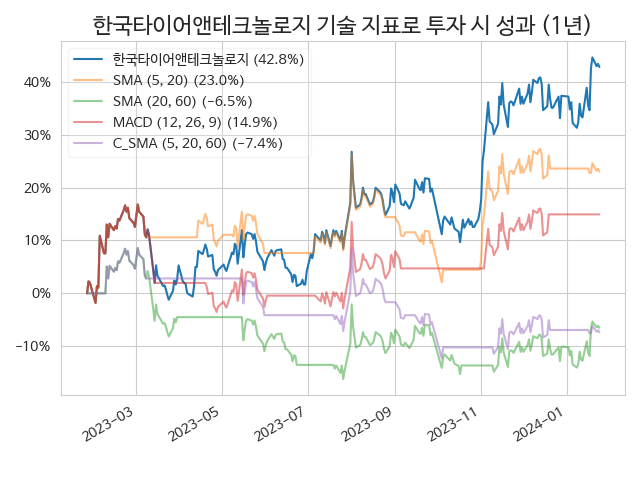 한국타이어앤테크놀로지 기술 지표로 투자 시 성과 (1년)
한국타이어앤테크놀로지 (42.8%)
SMA (5, 20) (23.0%)
SMA (20, 60) (−6.5%)
MACD (12, 26, 9) (14.9%)
C_SMA (5, 20, 60) (−7.4%)
40%
30%
20%
10%
0%
−10%
2023−03
2023−05
2023−07
2023−09
2023−11
2024−01